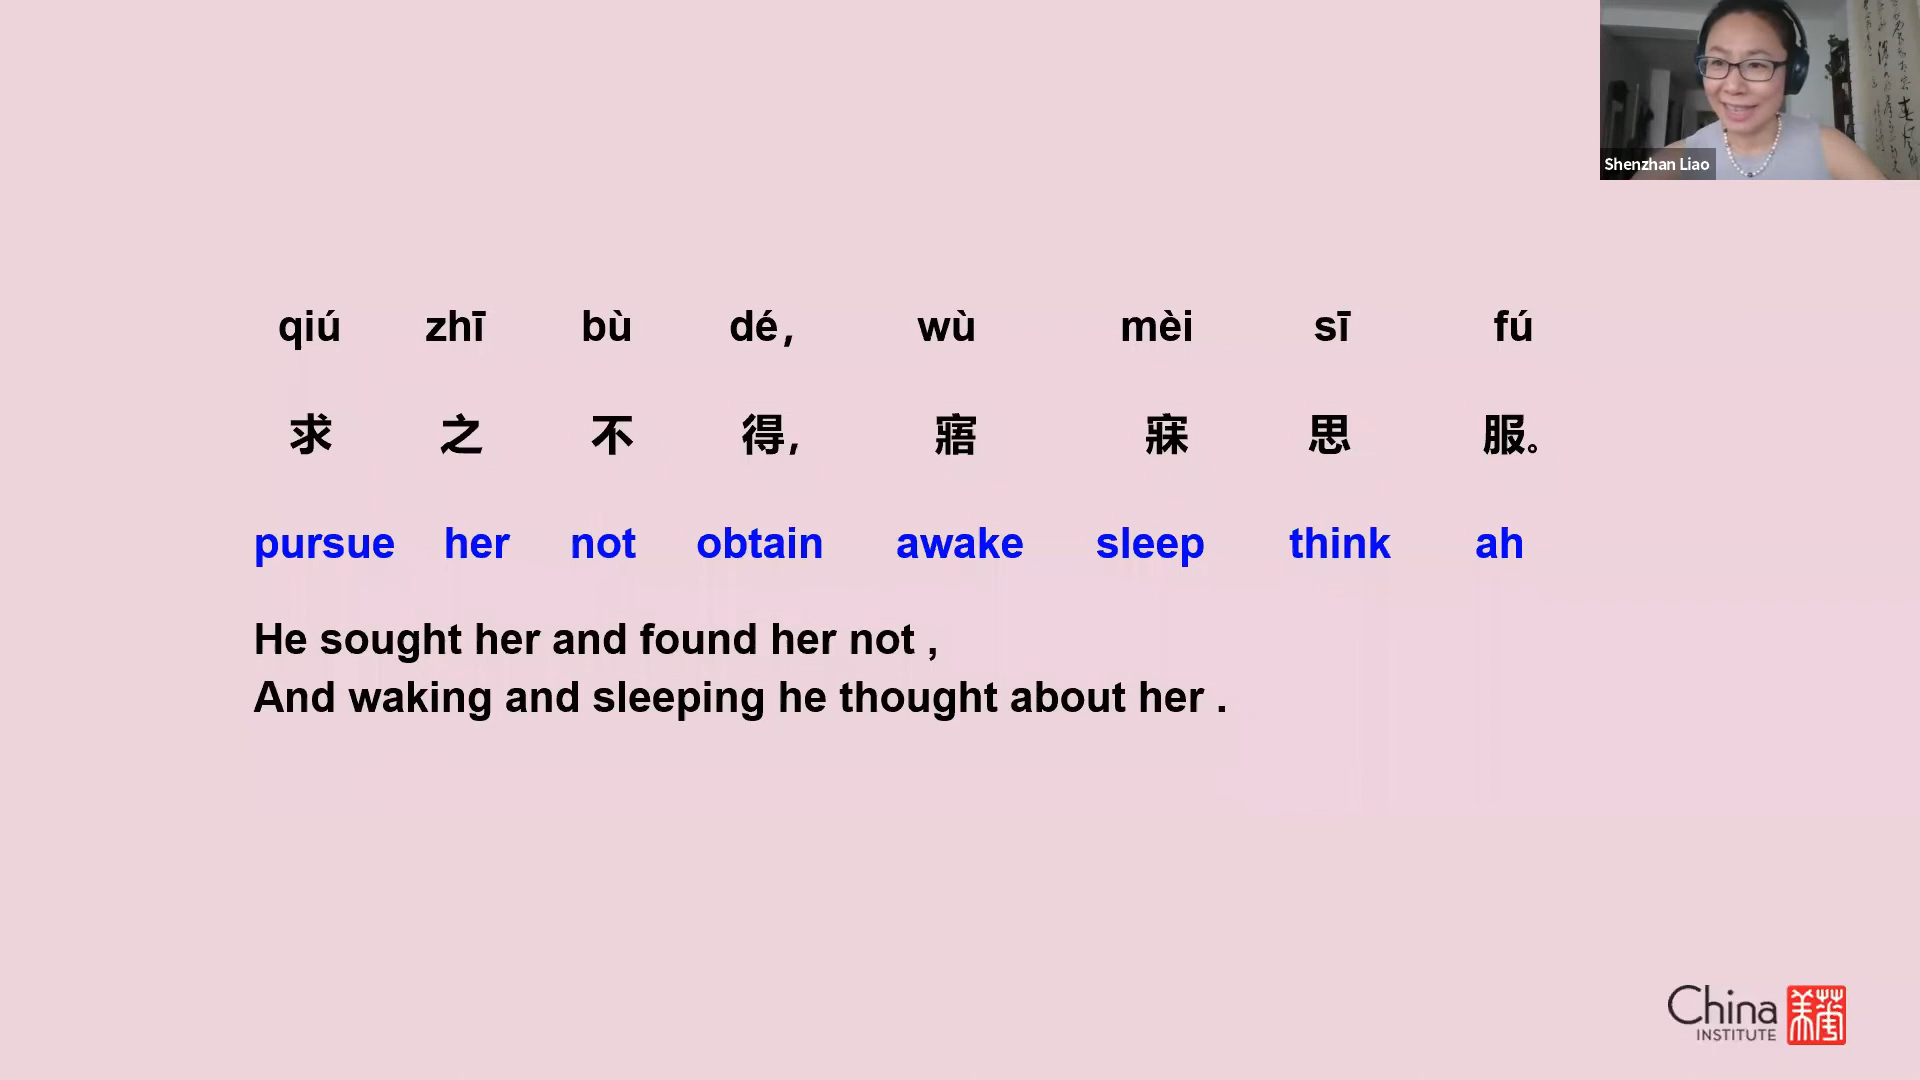 Shenzhan Liao
qiú zhī bù dé, wù mèi sī fú
求 之 不 得, 寤 寐 思 服。
pursue her not obtain awake sleep think ah
He sought her and found her not ,
And waking and sleeping he thought about her .
China
INSTITUTE